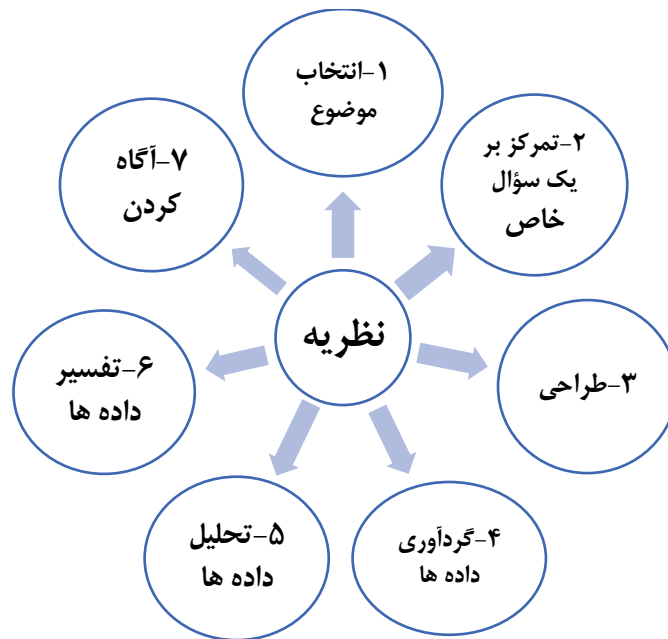 ۱-انتخاب
موضوع
۲-تمرکز بر
یک سؤال
خاص
۳-طراحی
۴-گردآوری
داده ها
۵-تحلیل
داده ها
۶-تفسیر
داده ها
۷-آگاه
کردن
نظریه